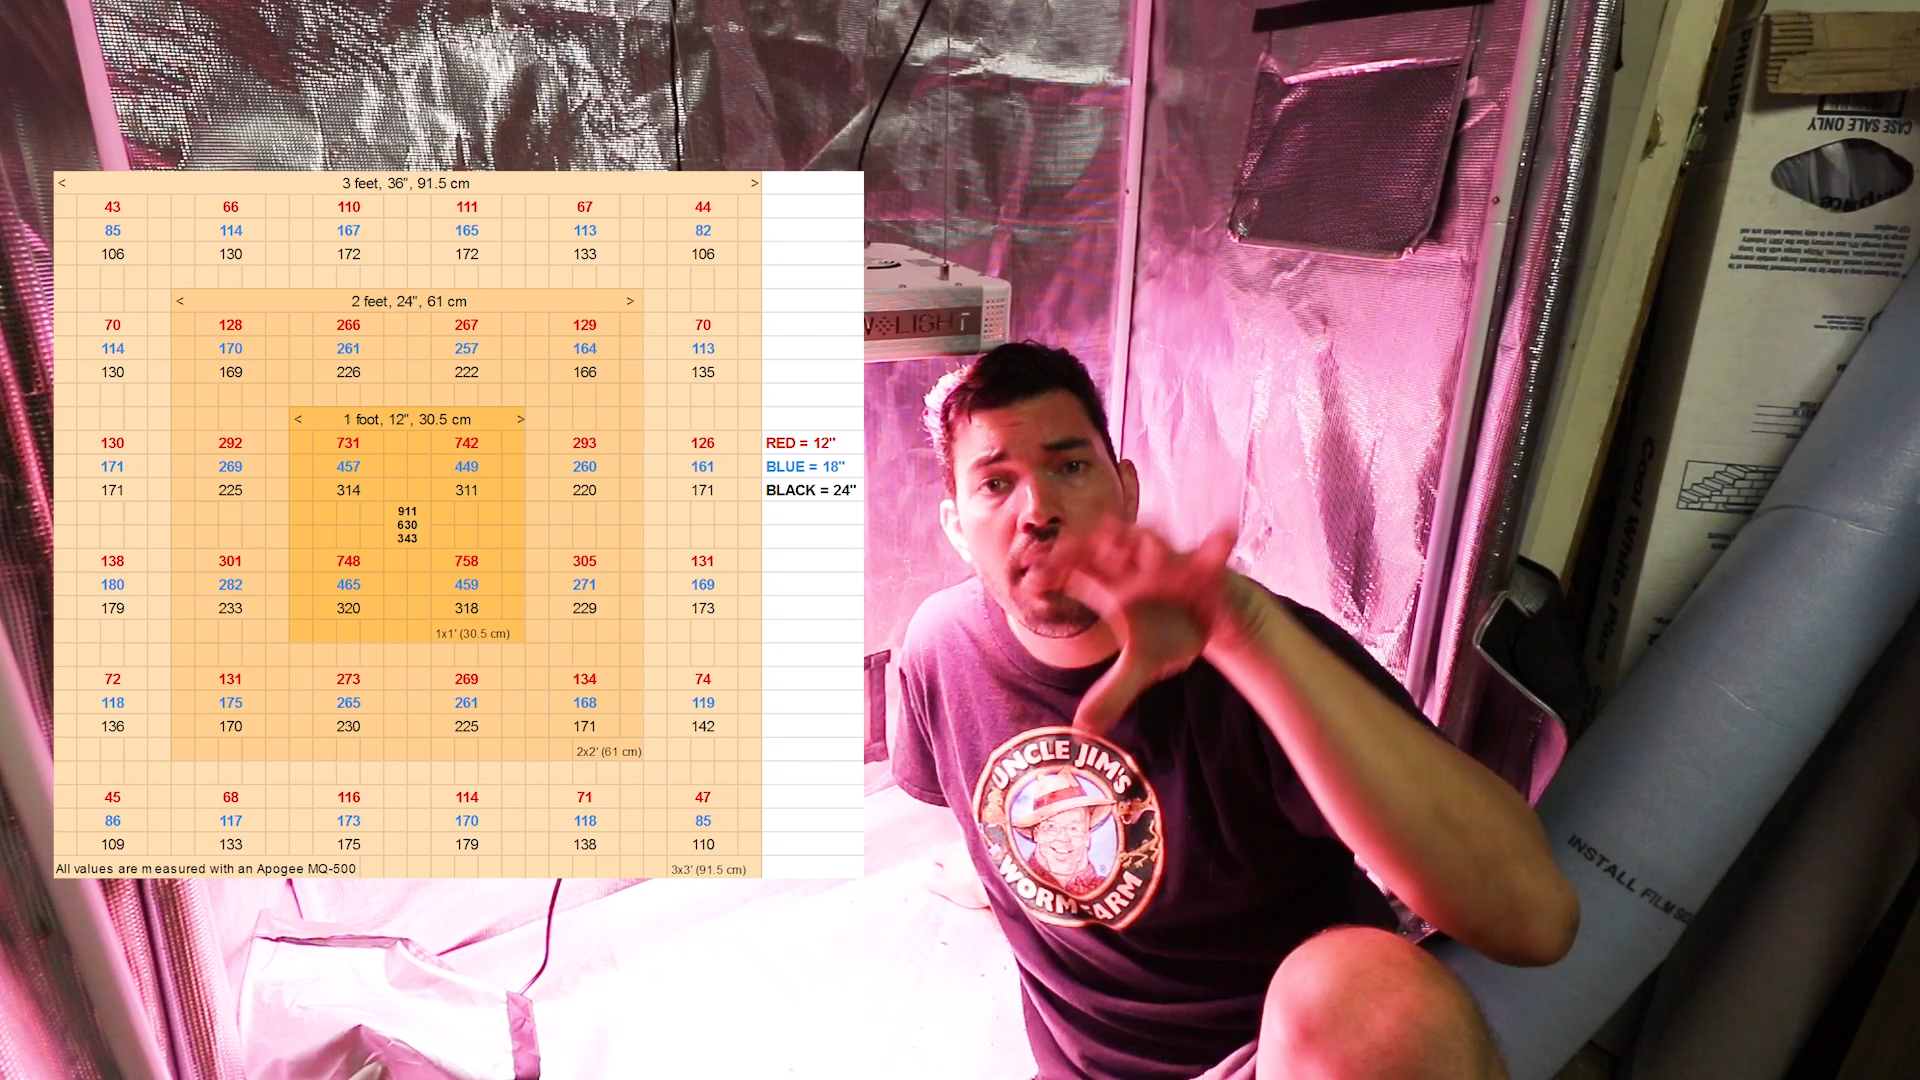 < 3 feet, 36", 91.5 cm >
43 66 110 111 67 44
85 114 167 165 113 82
106 130 172 172 133 106
< 2 feet, 24", 61 cm >
70 128 266 267 129 70
114 170 261 257 164 113
130 169 226 222 166 135
< 1 foot, 12", 30.5 cm >
130 292 731 742 293 126 RED = 12"
171 269 457 449 260 161 BLUE = 18"
171 225 314 311 220 171 BLACK = 24"
911
630
343
138 301 748 758 305 131
180 282 465 459 271 169
179 233 320 318 229 173
1x1' (30.5 cm)
72 131 273 269 134 74
118 175 265 261 168 119
136 170 230 225 171 142
2x2' (61 cm)
45 68 116 114 71 47
86 117 173 170 118 85
109 133 175 179 138 110
All values are measured with an Apogee MQ-500 3x3' (91.5 cm)
LIGHT
UNCLE JIM'S
WORM FARM
PHILIPS
CASE SALE ONLY
Cool White Plus
INSTALL FILM